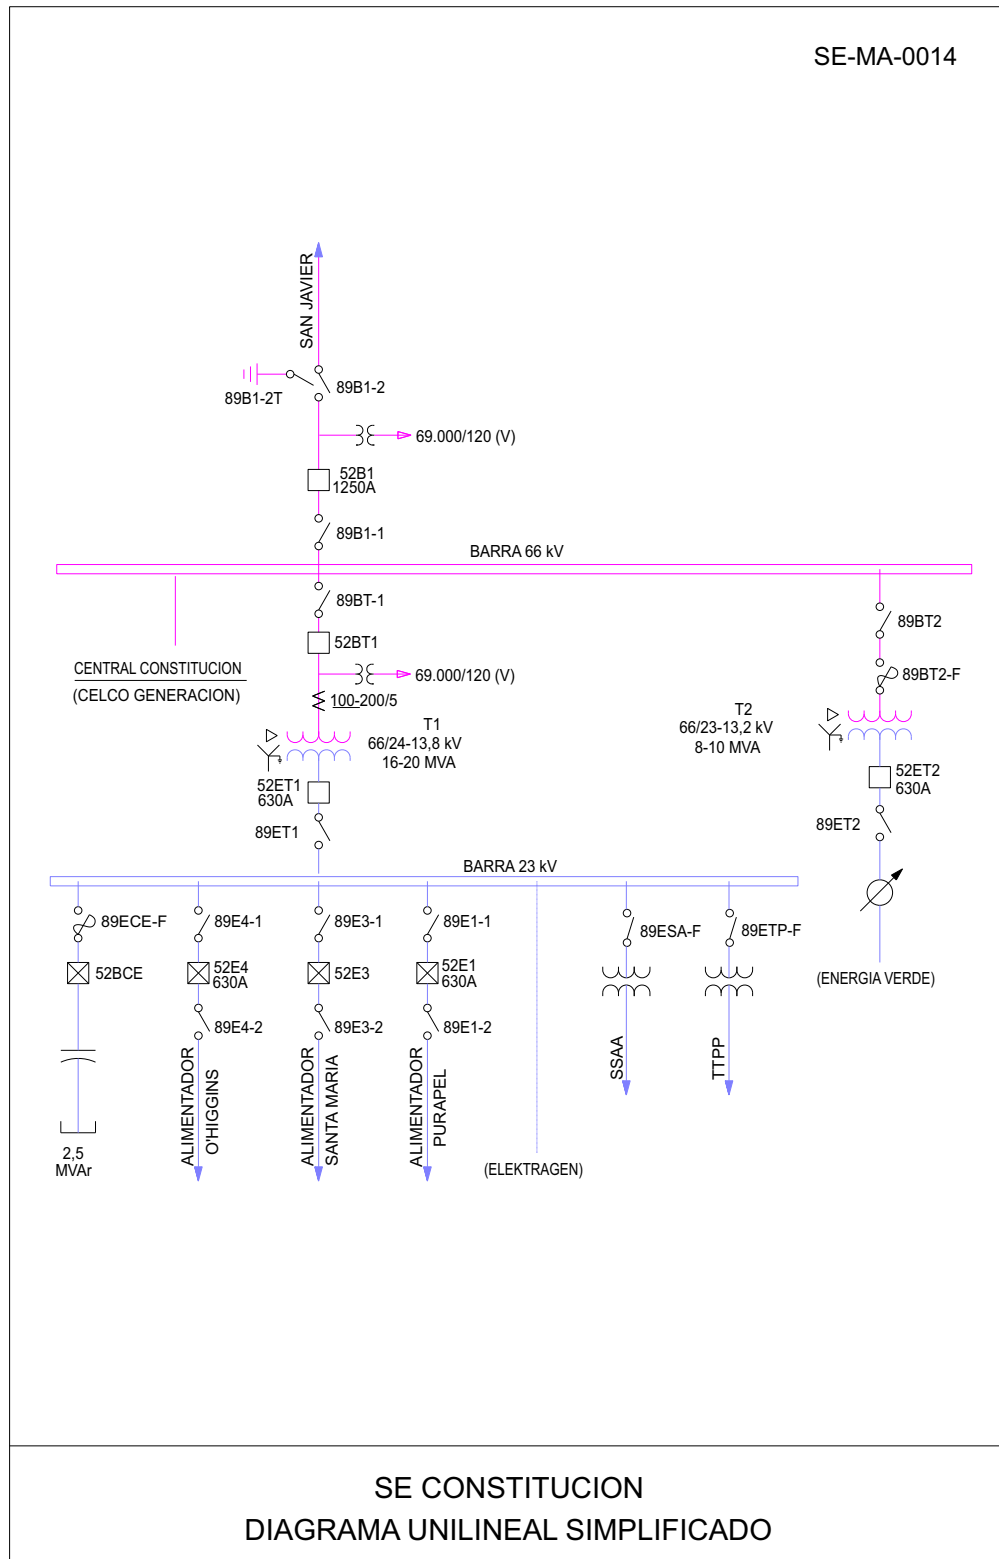 SE-MA-0014
SAN JAVIER
89B1-2
89B1-2T
69.000/120 (V)
52B1
1250A
89B1-1
BARRA 66 kV
89BT-1
52BT1
CENTRAL CONSTITUCION
(CELCO GENERACION)
69.000/120 (V)
100-200/5
T1
66/24-13,8 kV
16-20 MVA
89BT2
89BT2-F
T2
66/23-13,2 kV
8-10 MVA
52ET1
630A
89ET1
52ET2
630A
89ET2
BARRA 23 kV
89ECE-F
89E4-1
89E3-1
89E1-1
89ESA-F
89ETP-F
52BCE
52E4
630A
52E3
52E1
630A
(ENERGIA VERDE)
89E4-2
89E3-2
89E1-2
ALIMENTADOR
O'HIGGINS
ALIMENTADOR
SANTA MARIA
ALIMENTADOR
PURAPEL
SSAA
TTPP
2,5
MVAr
(ELEKTRAGEN)
SE CONSTITUCION
DIAGRAMA UNILINEAL SIMPLIFICADO